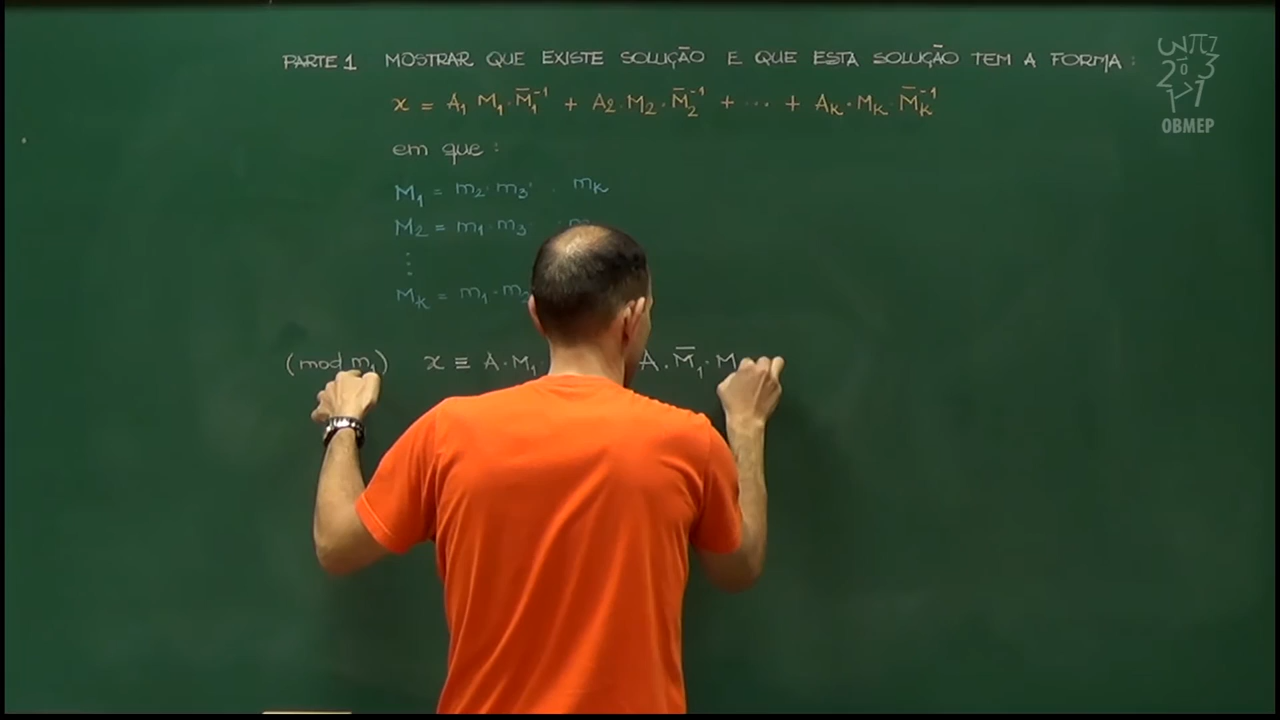 PARTE 1 MOSTRAR QUE EXISTE SOLUÇÃO E QUE ESTA SOLUÇÃO TEM A FORMA :
x = A₁ M₁ · M̄₁⁻¹ + A₂ · M₂ · M̄₂⁻¹ + ... + Aₖ · Mₖ · M̄ₖ⁻¹
em que :
M₁ = m₂ · m₃ · . mₖ
M₂ = m₁ · m₃ ·
⋮
Mₖ = m₁ · m₂
(mod m₁) x ≡ A · M₁ A · M̄₁ · M
OBMEP